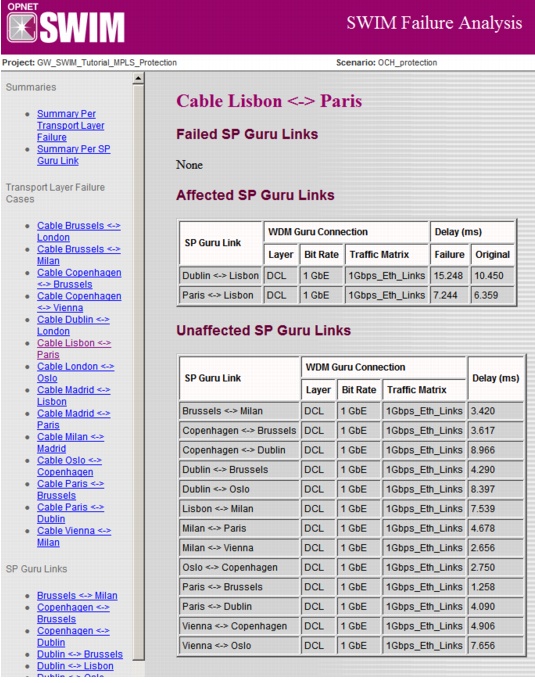 OPNET
SWIM
SWIM Failure Analysis
Project: GW_SWIM_Tutorial_MPLS_Protection
Scenario: OCH_protection
Summaries
Summary Per
Transport Layer
Failure
Summary Per SP
Guru Link
Transport Layer Failure
Cases
Cable Brussels <->
London
Cable Brussels <->
Milan
Cable Copenhagen
<-> Brussels
Cable Copenhagen
<-> Vienna
Cable Dublin <->
London
Cable Lisbon <->
Paris
Cable London <->
Oslo
Cable Madrid <->
Lisbon
Cable Madrid <->
Paris
Cable Milan <->
Madrid
Cable Oslo <->
Copenhagen
Cable Paris <->
Brussels
Cable Paris <->
Dublin
Cable Vienna <->
Milan
SP Guru Links
Brussels <-> Milan
Copenhagen <->
Brussels
Copenhagen <->
Dublin
Dublin <-> Brussels
Dublin <-> Lisbon
Dublin <-> Oslo
Cable Lisbon <-> Paris
Failed SP Guru Links
None
Affected SP Guru Links
SP Guru Link WDM Guru Connection Delay (ms)
Layer Bit Rate Traffic Matrix Failure Original
Dublin <-> Lisbon DCL 1 GbE 1Gbps_Eth_Links 15.248 10.450
Paris <-> Lisbon DCL 1 GbE 1Gbps_Eth_Links 7.244 6.359
Unaffected SP Guru Links
SP Guru Link WDM Guru Connection Delay (ms)
Layer Bit Rate Traffic Matrix
Brussels <-> Milan DCL 1 GbE 1Gbps_Eth_Links 3.420
Copenhagen <-> Brussels DCL 1 GbE 1Gbps_Eth_Links 3.617
Copenhagen <-> Dublin DCL 1 GbE 1Gbps_Eth_Links 8.966
Dublin <-> Brussels DCL 1 GbE 1Gbps_Eth_Links 4.290
Dublin <-> Oslo DCL 1 GbE 1Gbps_Eth_Links 8.397
Lisbon <-> Milan DCL 1 GbE 1Gbps_Eth_Links 7.539
Milan <-> Paris DCL 1 GbE 1Gbps_Eth_Links 4.678
Milan <-> Vienna DCL 1 GbE 1Gbps_Eth_Links 2.656
Oslo <-> Copenhagen DCL 1 GbE 1Gbps_Eth_Links 2.750
Paris <-> Brussels DCL 1 GbE 1Gbps_Eth_Links 1.258
Paris <-> Dublin DCL 1 GbE 1Gbps_Eth_Links 4.090
Vienna <-> Copenhagen DCL 1 GbE 1Gbps_Eth_Links 4.906
Vienna <-> Oslo DCL 1 GbE 1Gbps_Eth_Links 7.656